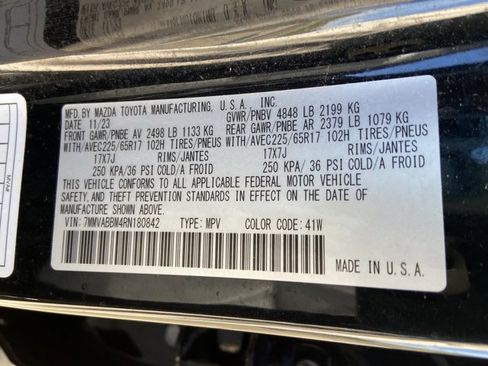 MFD.BY MAZDA TOYOTA MANUFACTURING, U.S.A., INC.
DATE 11/23 GVWR/PNBV 4848 LB 2199 KG
FRONT GAWR/PNBE AV 2498 LB 1133 KG REAR GAWR/PNBE AR 2379 LB 1079 KG
WITH/AVEC225/65R17 102H TIRES/PNEUS WITH/AVEC225/65R17 102H TIRES/PNEUS
17X7J RIMS/JANTES 17X7J RIMS/JANTES
250 KPA/ 36 PSI COLD/A FROID 250 KPA/ 36 PSI COLD/A FROID
THIS VEHICLE CONFORMS TO ALL APPLICABLE FEDERAL MOTOR VEHICLE
SAFETY, AND THEFT PREVENTION STANDARDS IN EFFECT ON THE DATE OF
MANUFACTURE SHOWN ABOVE.
VIN: 7MMVABBM4RN180842 TYPE: MPV COLOR CODE: 41W
MADE IN U.S.A.